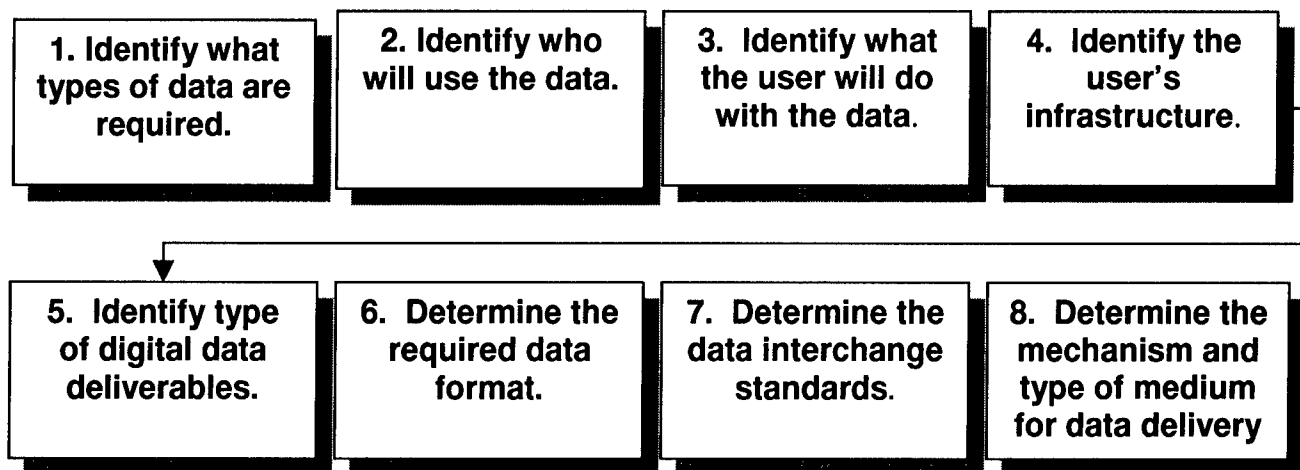 1. Identify what
types of data are
required.
2. Identify who
will use the data.
3. Identify what
the user will do
with the data.
4. Identify the
user's
infrastructure.
5. Identify type
of digital data
deliverables.
6. Determine the
required data
format.
7. Determine the
data interchange
standards.
8. Determine the
mechanism and
type of medium
for data delivery